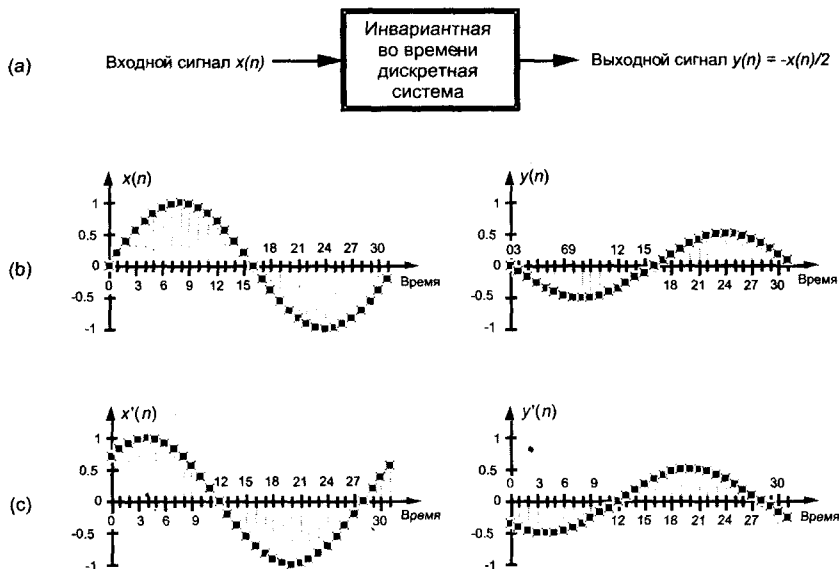 (a)
Входной сигнал x(n)
Инвариантная
во времени
дискретная
система
Выходной сигнал y(n) = -x(n)/2
(b)
x(n)
1
0.5
0
-0.5
-1
0 3 6 9 12 15
18 21 24 27 30
Время
y(n)
1
0.5
0
-0.5
-1
03 69 12 15
18 21 24 27 30
Время
(c)
x'(n)
1
0.5
0
-0.5
-1
0 3 6 9
12 15 18 21 24 27
30
Время
y'(n)
1
0.5
0
-0.5
-1
0 3 6 9
30
12 15 18 21 24 27
Время